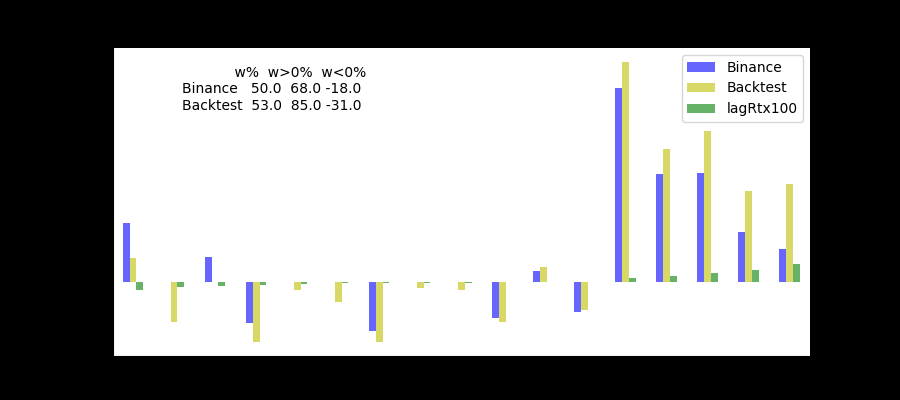 w% w>0% w<0%
Binance 50.0 68.0 -18.0
Backtest 53.0 85.0 -31.0
Binance
Backtest
lagRtx100